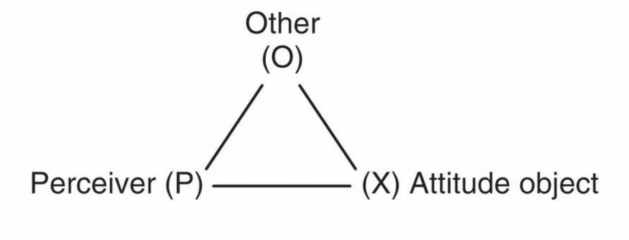 Other
(O)
Perceiver (P)
(X) Attitude object